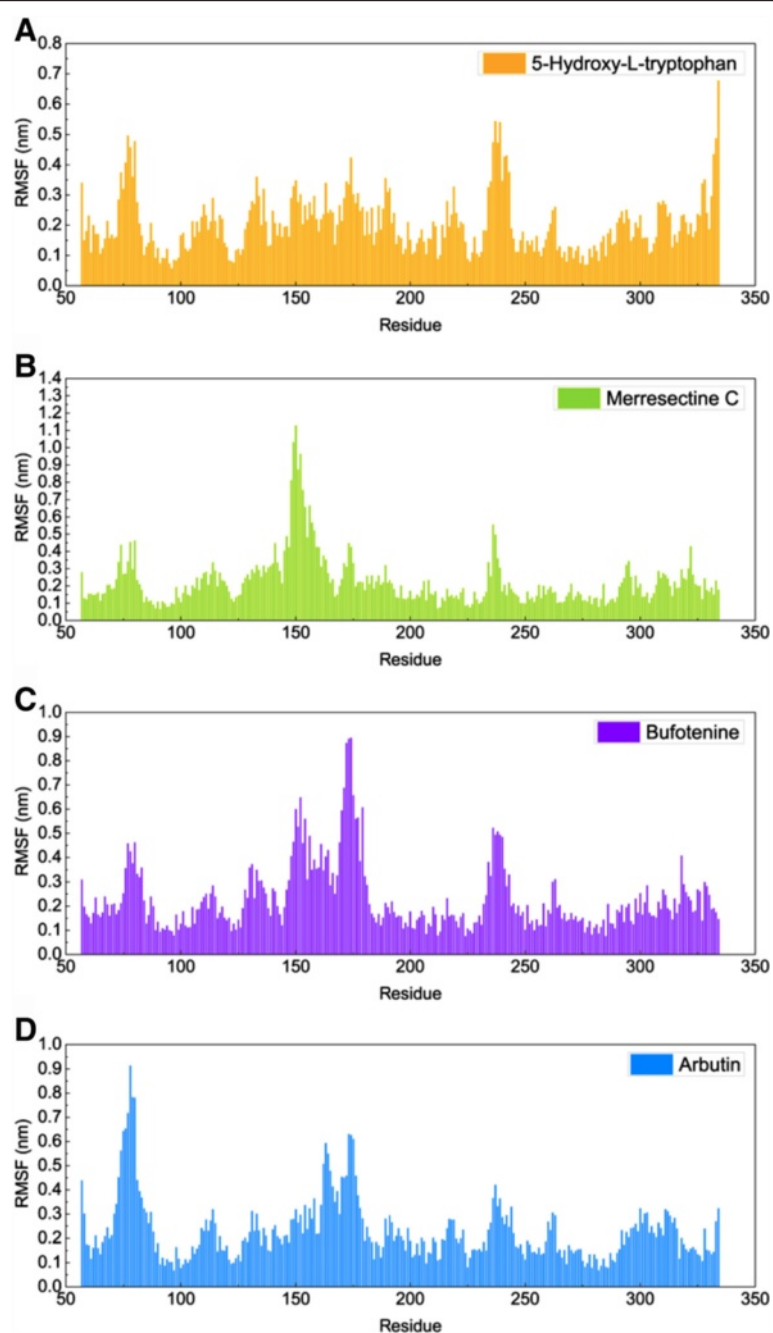 A
0.8
5-Hydroxy-L-tryptophan
0.7
0.6
0.5
0.4
0.3
0.2
0.1
0.0
RMSF (nm)
50 100 150 200 250 300 350
Residue
B
1.4
1.3
Merresectine C
1.2
1.1
1.0
0.9
0.8
0.7
0.6
0.5
0.4
0.3
0.2
0.1
0.0
RMSF (nm)
50 100 150 200 250 300 350
Residue
C
1.0
Bufotenine
0.9
0.8
0.7
0.6
0.5
0.4
0.3
0.2
0.1
0.0
RMSF (nm)
50 100 150 200 250 300 350
Residue
D
1.0
Arbutin
0.9
0.8
0.7
0.6
0.5
0.4
0.3
0.2
0.1
0.0
RMSF (nm)
50 100 150 200 250 300 350
Residue